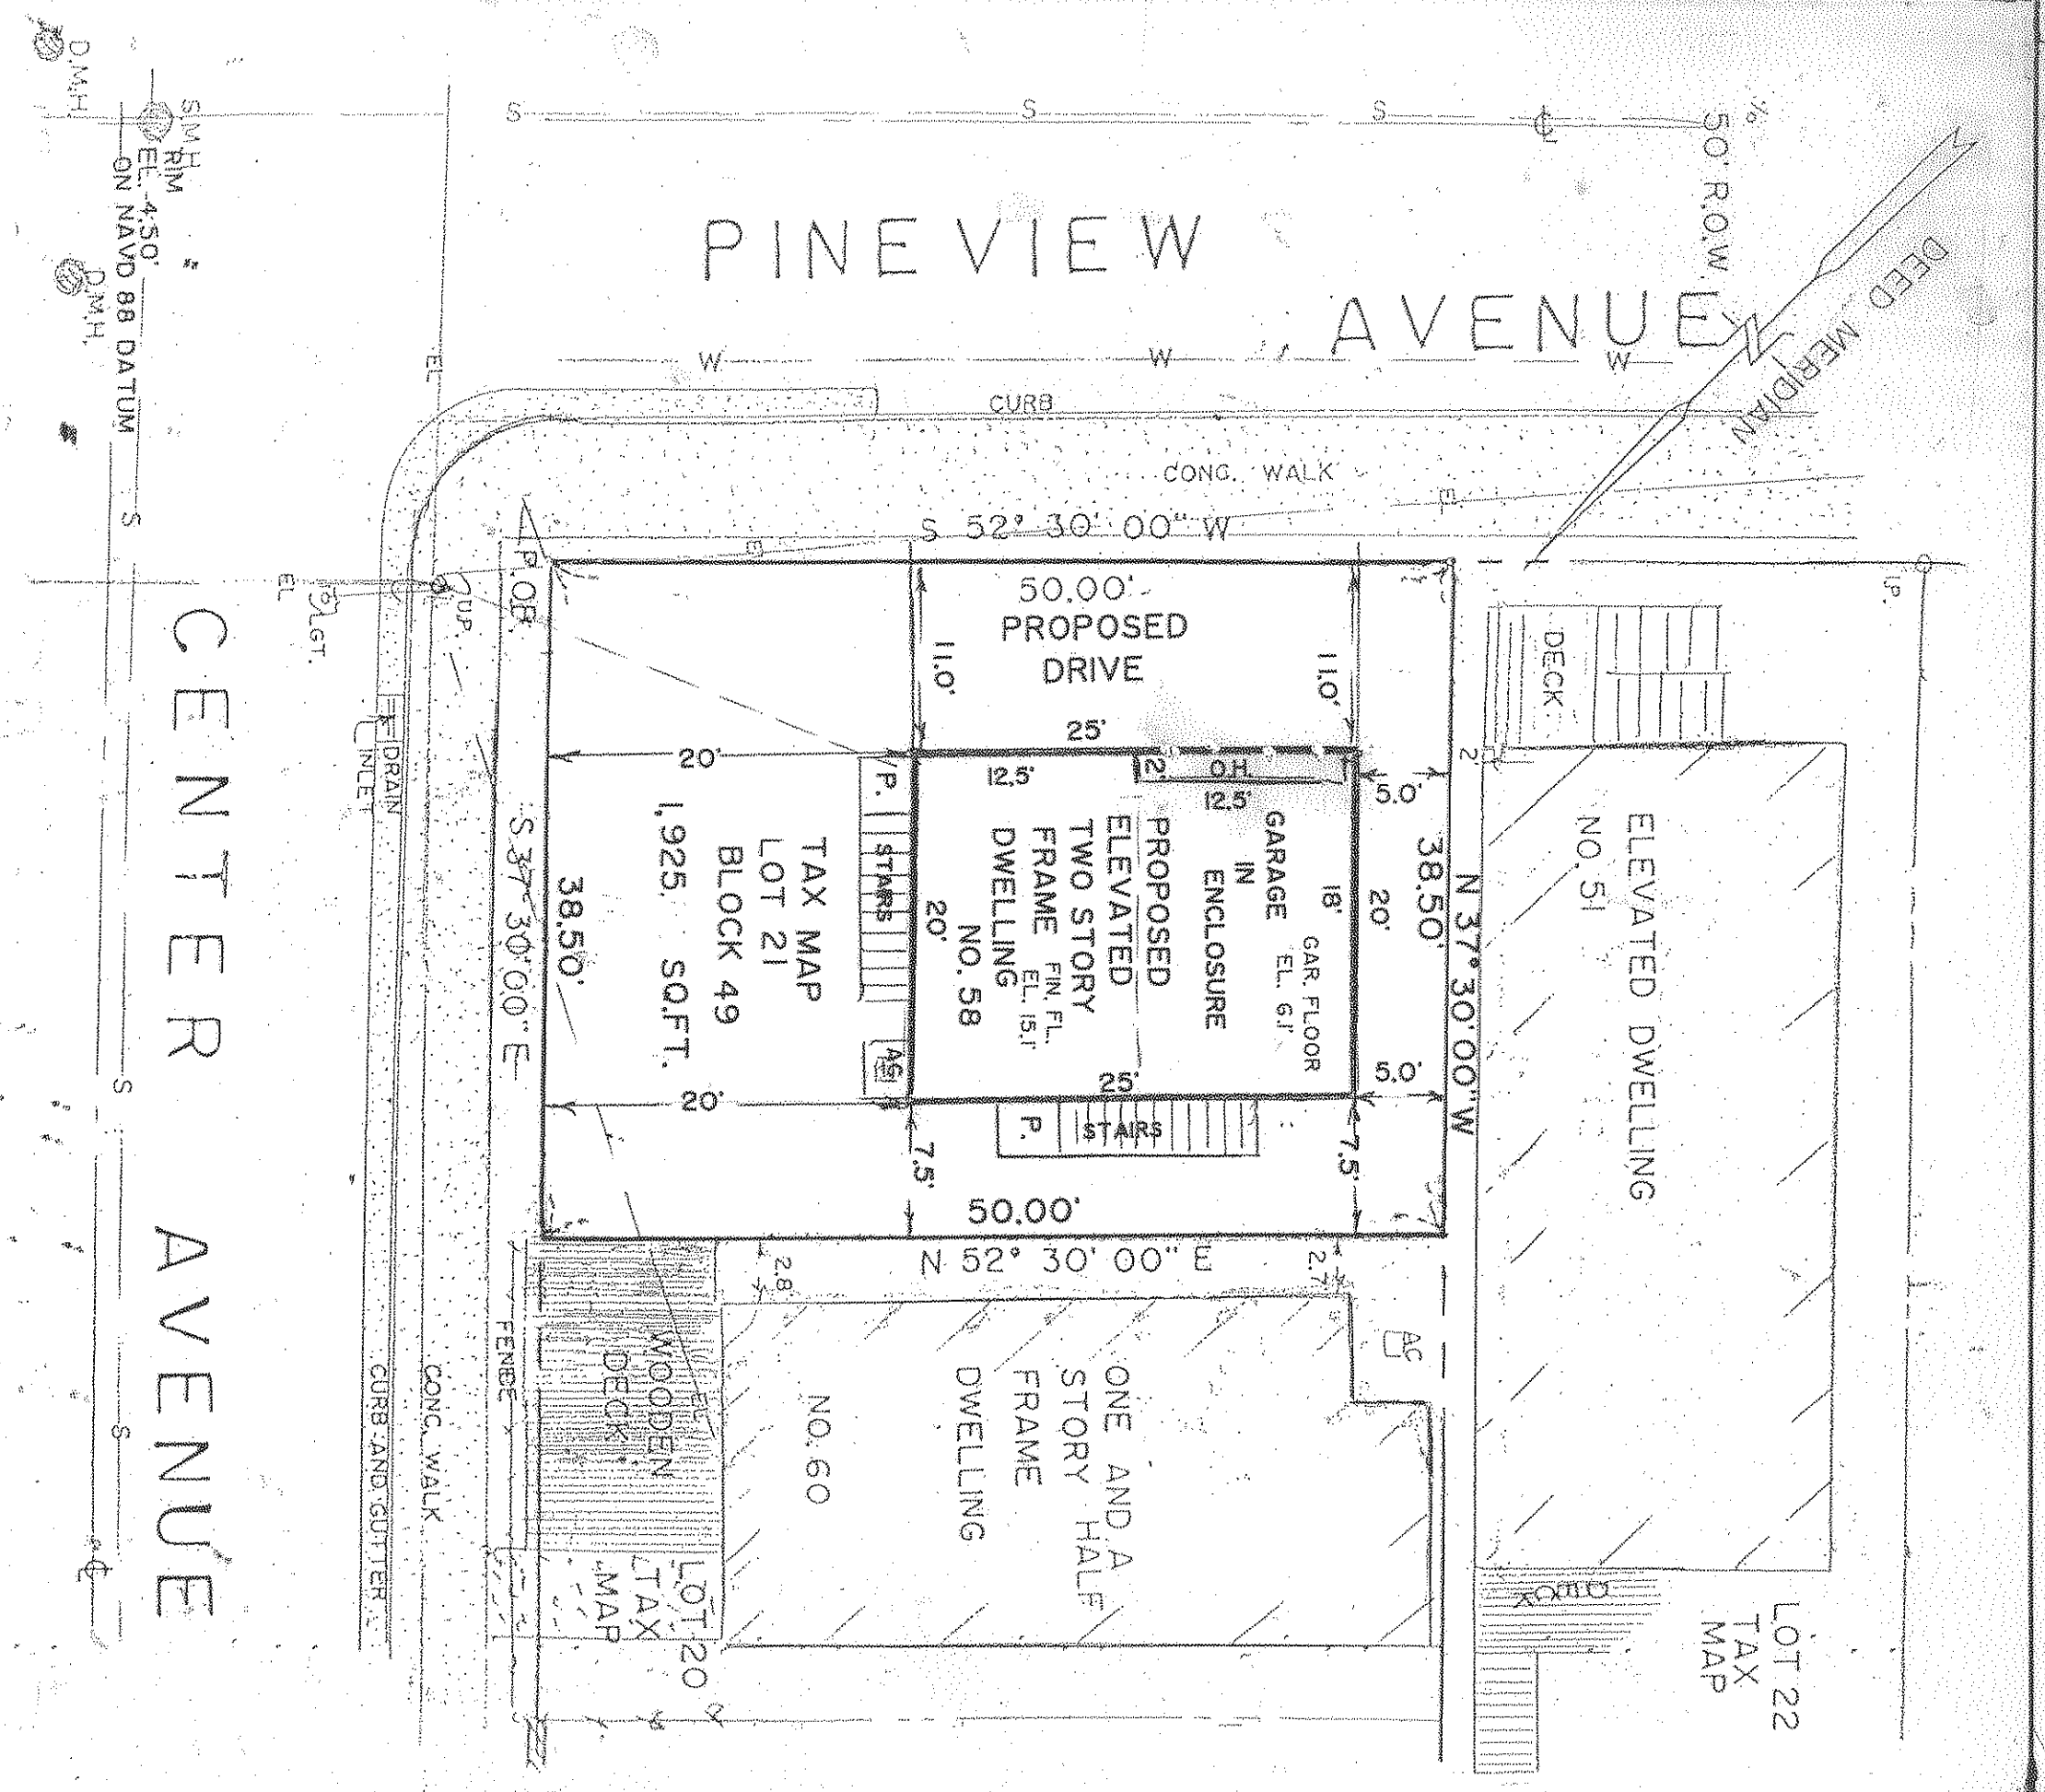 D.M.H.
S.M.H.
RIM
EL. 4.50'
ON NAVD 88 DATUM
D.M.H.
S
S
S
50' R.O.W.
DEED MERIDIAN
PINEVIEW
AVENUE
W
W
W
EL
CURB
CONC. WALK
E
S 52° 30' 00" W
E
P.O.B.
U.P.
EL
LGT.
I.P.
50.00'
PROPOSED
DRIVE
11.0'
11.0'
DECK
25'
2'
20'
12.5'
2'
O.H.
12.5'
5.0'
P.
STAIRS
DRAIN
INLET
S 37° 30' 00" E
38.50'
TAX MAP
LOT 21
BLOCK 49
1,925. SQ.FT.
20'
PROPOSED
ELEVATED
TWO STORY
FRAME
DWELLING
NO. 58
FIN. FL.
EL. 15.1'
GARAGE
IN
ENCLOSURE
GAR. FLOOR
EL. 6.1'
18'
20'
38.50'
N 37° 30' 00" W
ELEVATED DWELLING
NO. 51
AC
25'
5.0'
20'
P.
STAIRS
7.5'
7.5'
50.00'
N 52° 30' 00" E
2.8
2.7
AC
FENCE
WOODEN
DECK
NO. 60
ONE AND A
STORY HALF
FRAME
DWELLING
CONC. WALK
CURB AND GUTTER
LOT 20
TAX
MAP
LOT 22
TAX
MAP
CENTER AVENUE
S
S
S